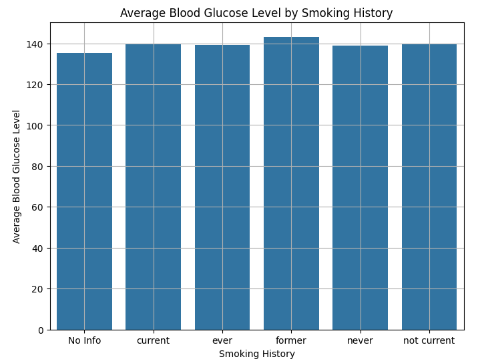 Average Blood Glucose Level by Smoking History
Average Blood Glucose Level
140
120
100
80
60
40
20
0
No Info current ever former never not current
Smoking History